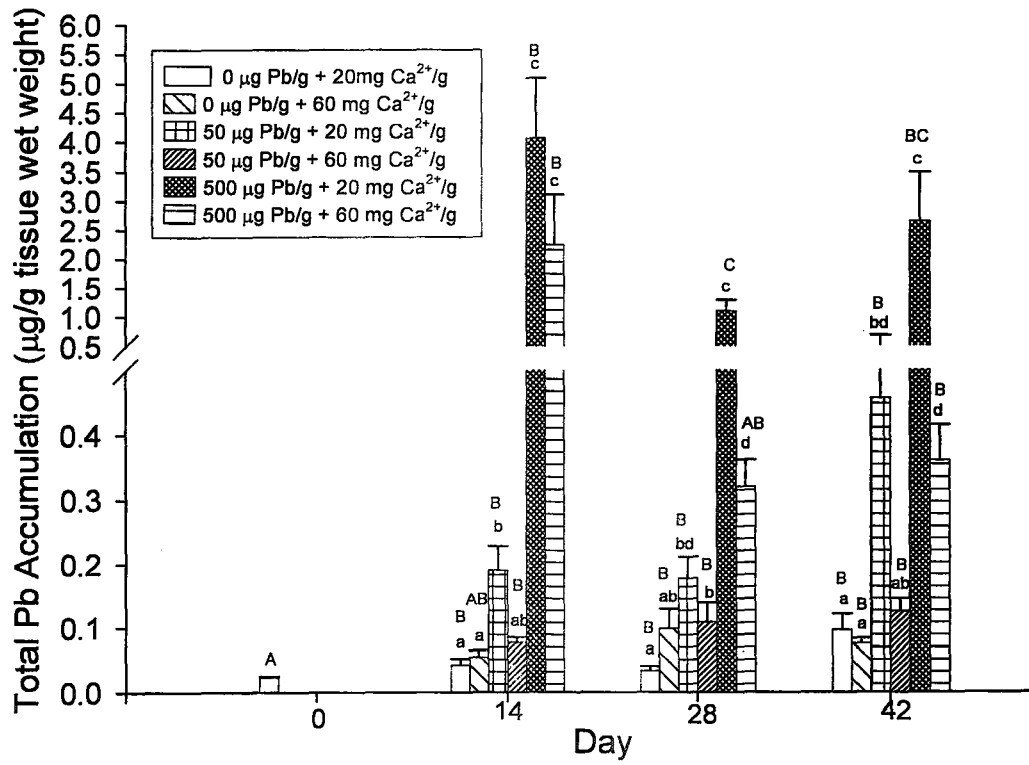 Total Pb Accumulation (μg/g tissue wet weight)
6.0
5.5
5.0
4.5
4.0
3.5
3.0
2.5
2.0
1.5
1.0
0.5
0.4
0.3
0.2
0.1
0.0
0 μg Pb/g + 20mg Ca²⁺/g
0 μg Pb/g + 60 mg Ca²⁺/g
50 μg Pb/g + 20 mg Ca²⁺/g
50 μg Pb/g + 60 mg Ca²⁺/g
500 μg Pb/g + 20 mg Ca²⁺/g
500 μg Pb/g + 60 mg Ca²⁺/g
A
B
a
AB
a
B
b
B
ab
B
c
B
c
B
a
B
ab
B
bd
B
b
C
c
AB
d
B
a
B
a
B
bd
B
ab
BC
c
B
d
0
14
28
42
Day